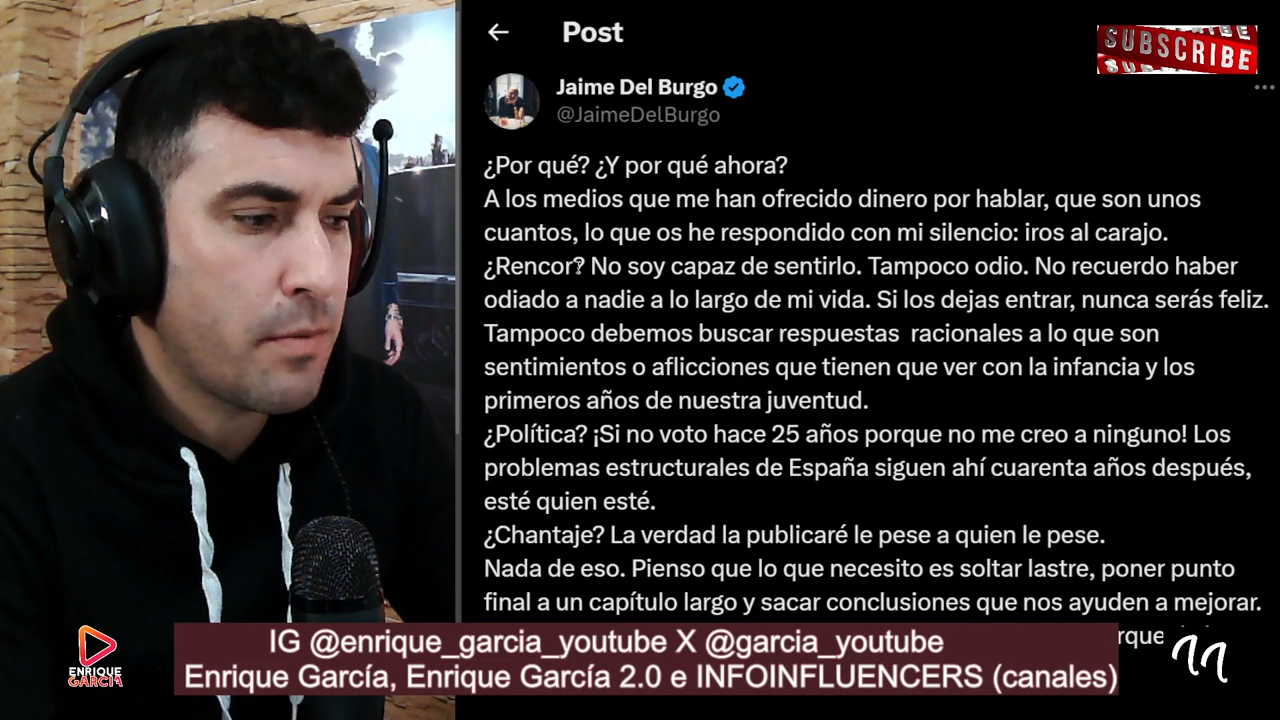 Post
SUBSCRIBE
Jaime Del Burgo
@JaimeDelBurgo
¿Por qué? ¿Y por qué ahora?
A los medios que me han ofrecido dinero por hablar, que son unos
cuantos, lo que os he respondido con mi silencio: iros al carajo.
¿Rencor? No soy capaz de sentirlo. Tampoco odio. No recuerdo haber
odiado a nadie a lo largo de mi vida. Si los dejas entrar, nunca serás feliz.
Tampoco debemos buscar respuestas racionales a lo que son
sentimientos o aflicciones que tienen que ver con la infancia y los
primeros años de nuestra juventud.
¿Política? ¡Si no voto hace 25 años porque no me creo a ninguno! Los
problemas estructurales de España siguen ahí cuarenta años después,
esté quien esté.
¿Chantaje? La verdad la publicaré le pese a quien le pese.
Nada de eso. Pienso que lo que necesito es soltar lastre, poner punto
final a un capítulo largo y sacar conclusiones que nos ayuden a mejorar.
IG @enrique_garcia_youtube X @garcia_youtube
Enrique García, Enrique García 2.0 e INFOINFLUENCERS (canales)
ENRIQUE
GARCÍA